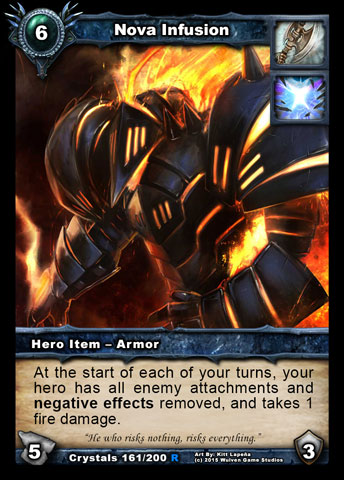 6
Nova Infusion
Hero Item – Armor
At the start of each of your turns, your
hero has all enemy attachments and
negative effects removed, and takes 1
fire damage.
"He who risks nothing, risks everything."
5
Crystals 161/200 R
Art By: Kitt Lapeña
(c) 2015 Wulven Game Studios
3